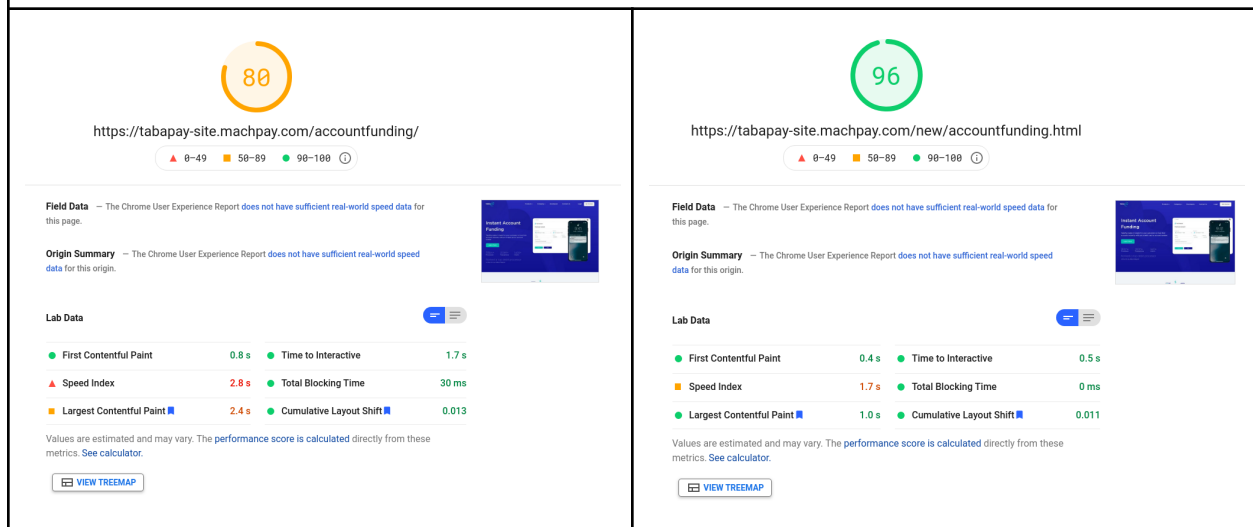 80
https://tabapay-site.machpay.com/accountfunding/
0–49 50–89 90–100
Field Data — The Chrome User Experience Report does not have sufficient real-world speed data for
this page.
Origin Summary — The Chrome User Experience Report does not have sufficient real-world speed
data for this origin.
Instant Account
Funding
Lab Data
First Contentful Paint 0.8 s
Time to Interactive 1.7 s
Speed Index 2.8 s
Total Blocking Time 30 ms
Largest Contentful Paint 2.4 s
Cumulative Layout Shift 0.013
Values are estimated and may vary. The performance score is calculated directly from these
metrics. See calculator.
VIEW TREEMAP
96
https://tabapay-site.machpay.com/new/accountfunding.html
0–49 50–89 90–100
Field Data — The Chrome User Experience Report does not have sufficient real-world speed data for
this page.
Origin Summary — The Chrome User Experience Report does not have sufficient real-world speed
data for this origin.
Instant Account
Funding
Lab Data
First Contentful Paint 0.4 s
Time to Interactive 0.5 s
Speed Index 1.7 s
Total Blocking Time 0 ms
Largest Contentful Paint 1.0 s
Cumulative Layout Shift 0.011
Values are estimated and may vary. The performance score is calculated directly from these
metrics. See calculator.
VIEW TREEMAP